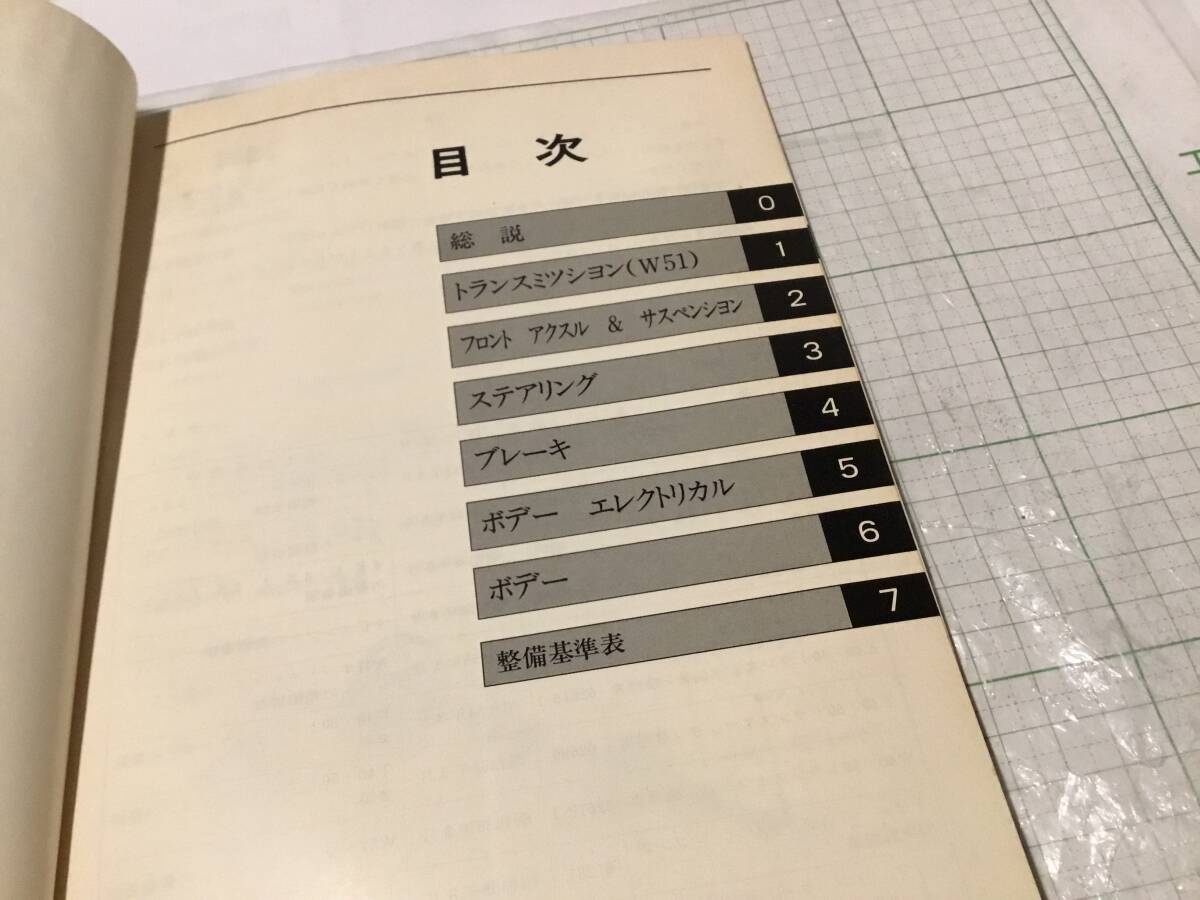 目 次
総 説 0
トランスミツシヨン(W51) 1
フロント アクスル & サスペンシヨン 2
ステアリング 3
ブレーキ 4
ボデー エレクトリカル 5
ボデー 6
整備基準表 7